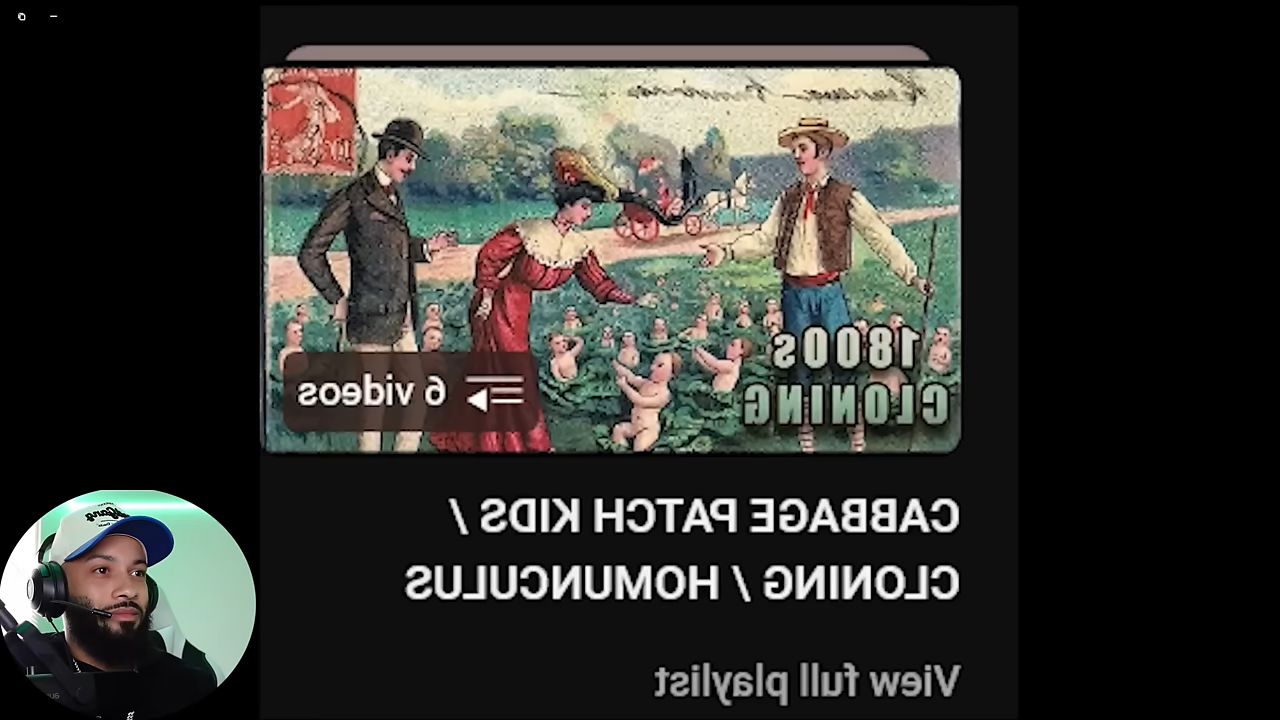 1800s
CLONING
6 videos
CABBAGE PATCH KIDS /
CLONING / HOMUNCULUS
View full playlist